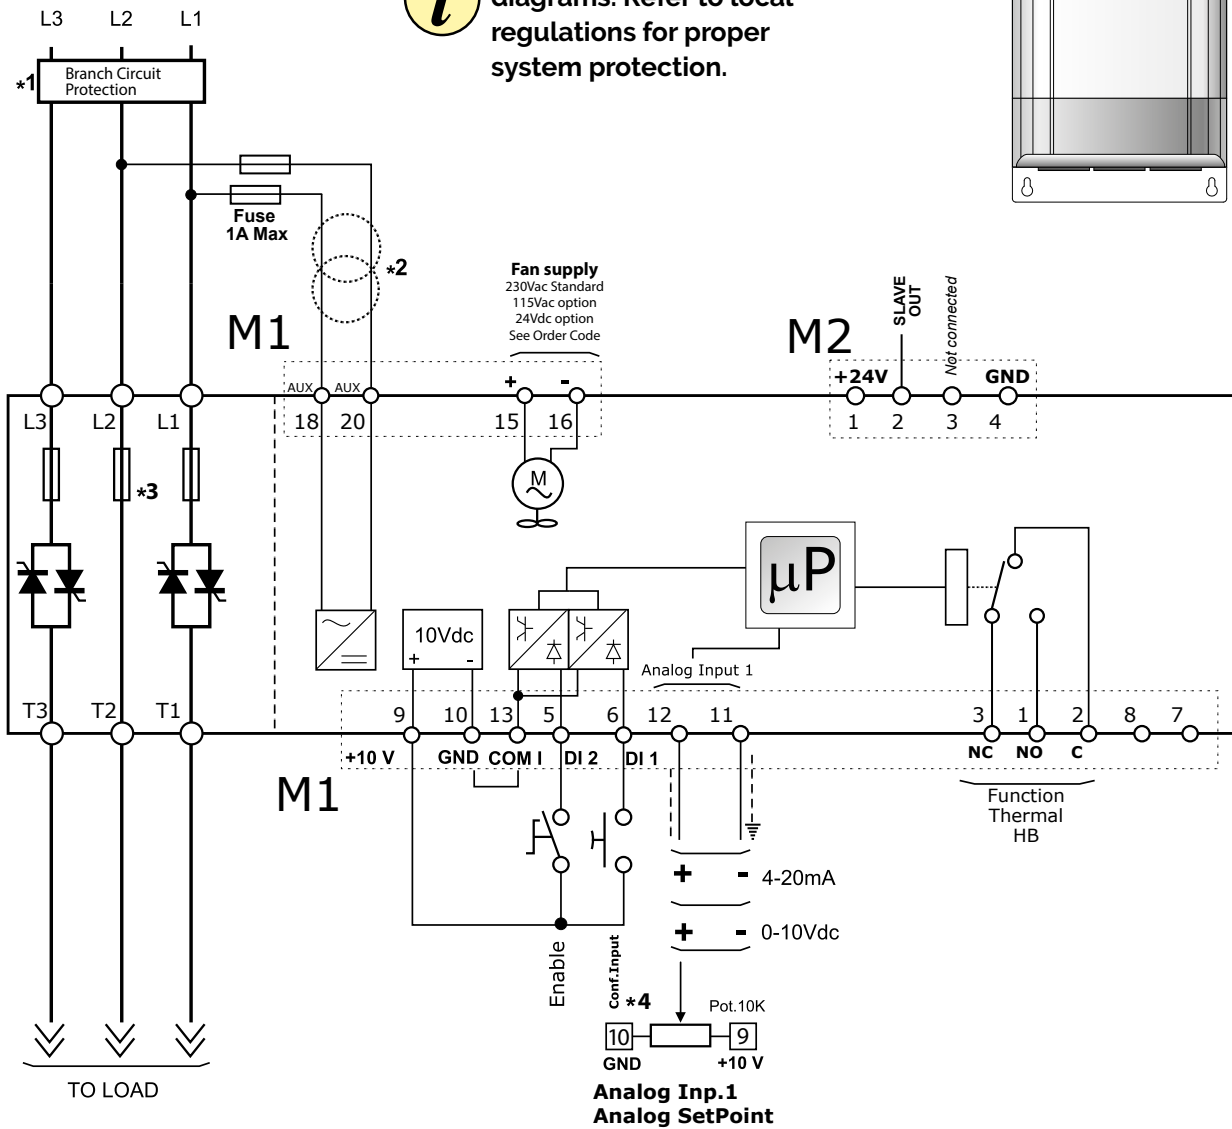 L3 L2 L1
*1
Branch Circuit
Protection
i
diagrams. Refer to local
regulations for proper
system protection.
Fuse
1A Max
*2
Fan supply
230Vac Standard
115Vac option
24Vdc option
See Order Code
M1
M2
SLAVE
OUT
Not connected
AUX AUX
+ -
+24V GND
L3 L2 L1
18 20 15 16
1 2 3 4
*3
M
µP
10Vdc
+ -
Analog Input 1
T3 T2 T1
9 10 13 5 6 12 11 3 1 2 8 7
+10 V GND COM I DI 2 DI 1
NC NO C
M1
Function
Thermal
HB
+ - 4-20mA
+ - 0-10Vdc
Enable
Conf.Input
*4
Pot.10K
10 9
GND +10 V
TO LOAD
Analog Inp.1
Analog SetPoint